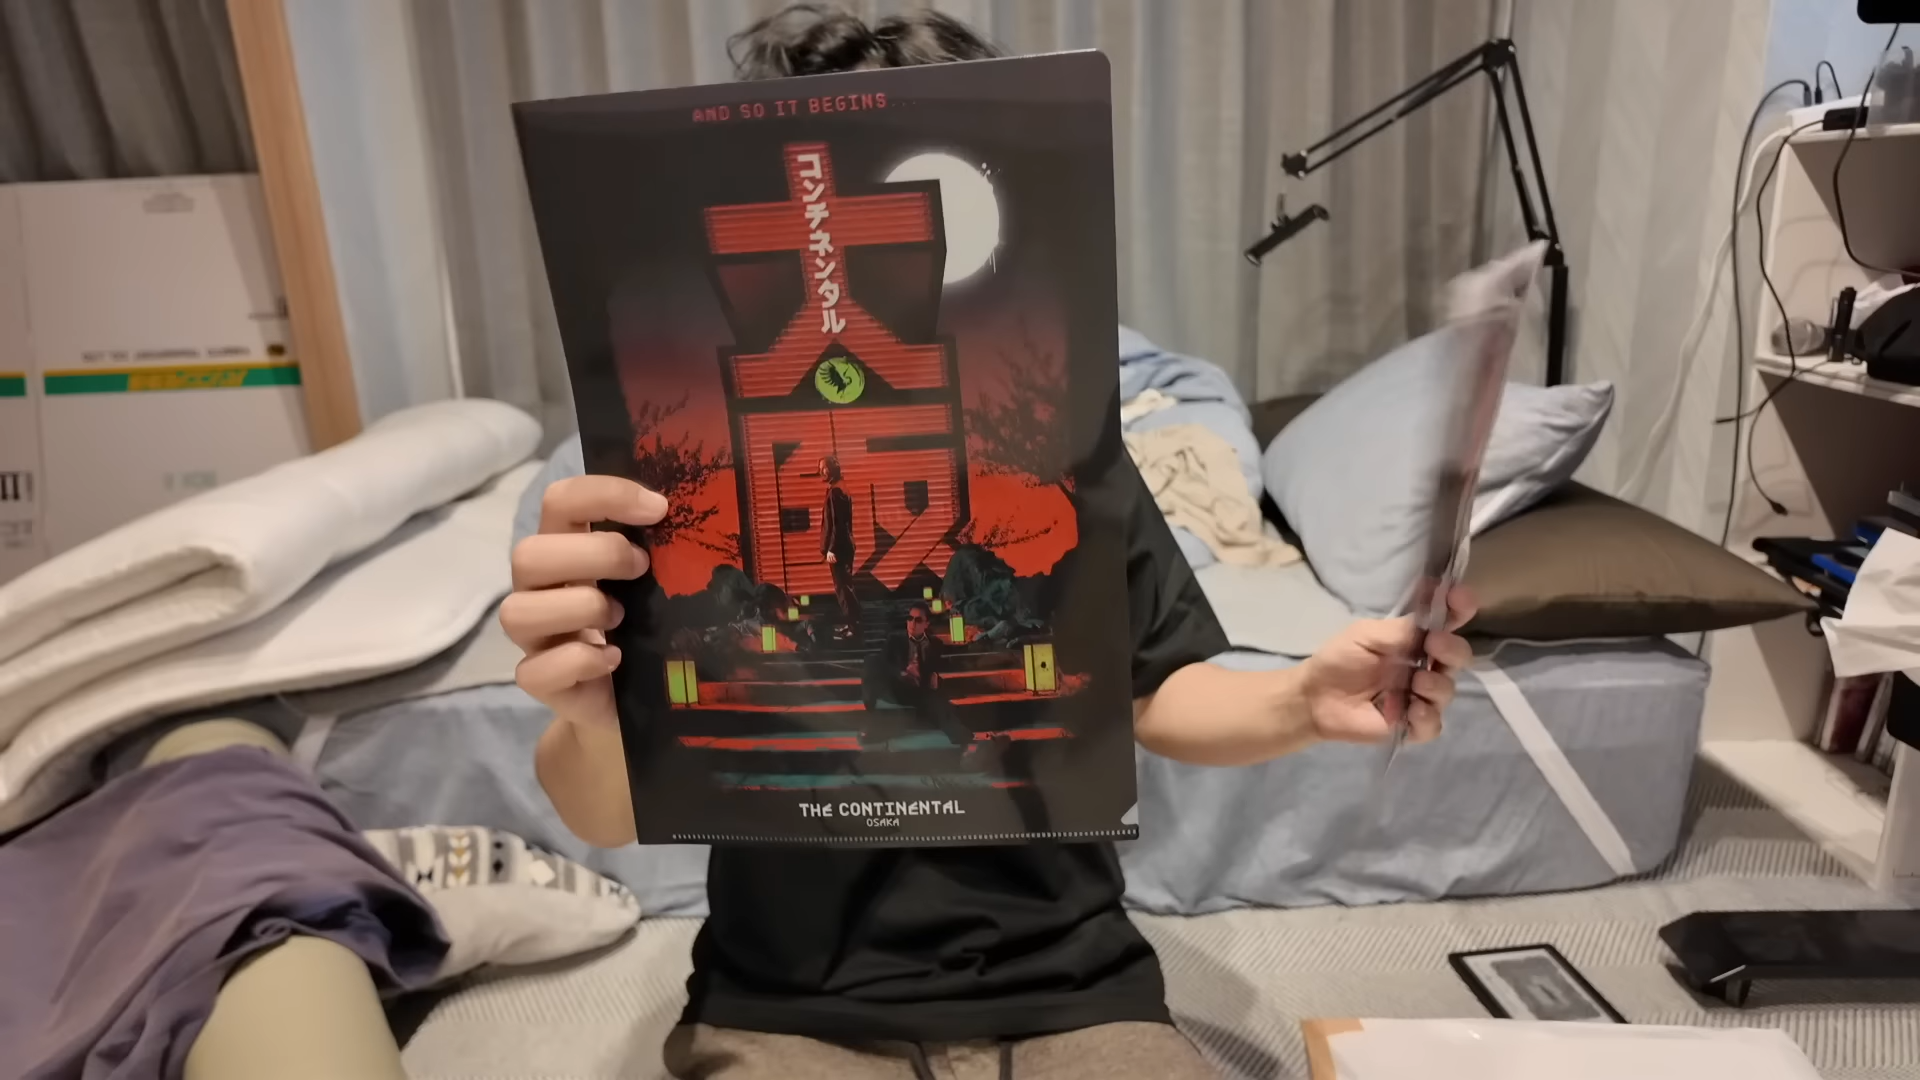 AND SO IT BEGINS...
コンチネンタル
大阪
THE CONTINENTAL
OSAKA